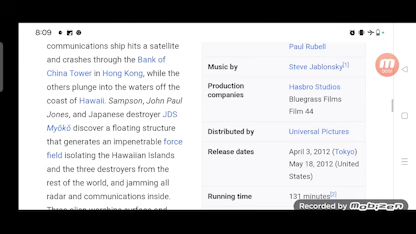 8:09
communications ship hits a satellite
and crashes through the Bank of
China Tower in Hong Kong, while the
others plunge into the waters off the
coast of Hawaii. Sampson, John Paul
Jones, and Japanese destroyer JDS
Myōkō discover a floating structure
that generates an impenetrable force
field isolating the Hawaiian Islands
and the three destroyers from the
rest of the world, and jamming all
radar and communications inside.
Paul Rubell
Music by Steve Jablonsky[1]
Production Hasbro Studios
companies Bluegrass Films
Film 44
Distributed by Universal Pictures
Release dates April 3, 2012 (Tokyo)
May 18, 2012 (United
States)
Running time 131 minutes[2]
Recorded by Mobizen